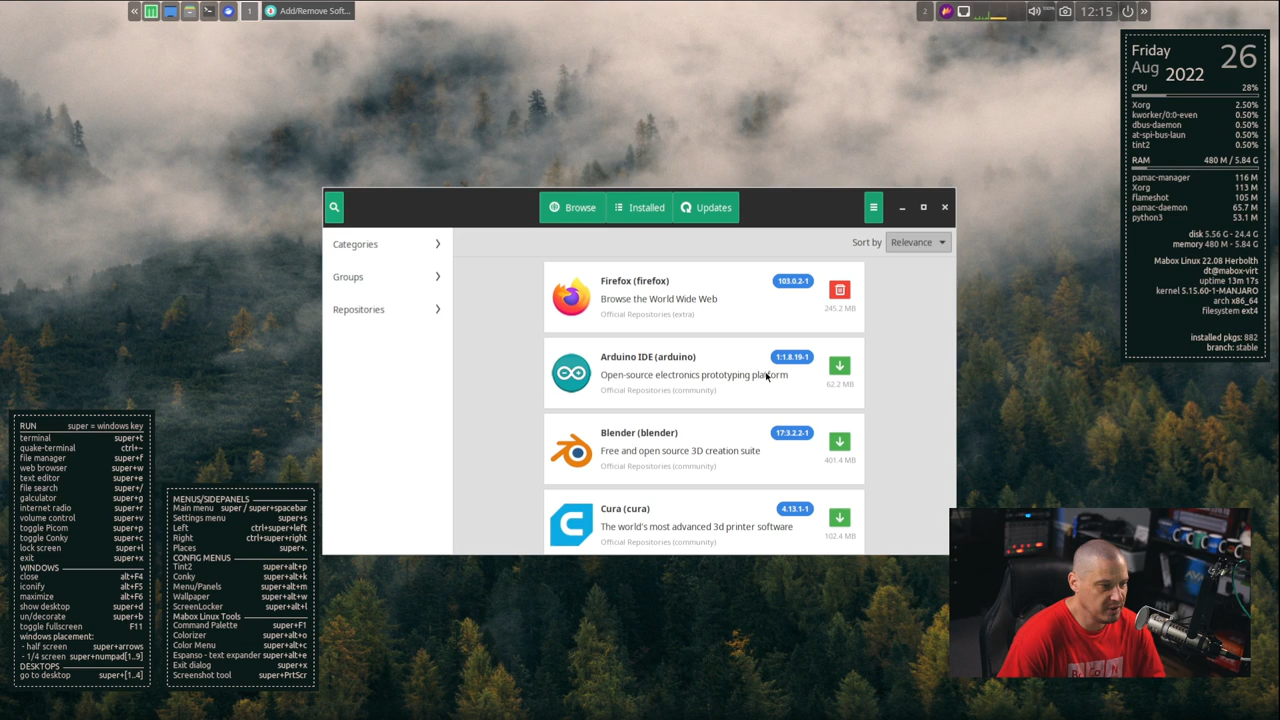 «
1
Add/Remove Soft...
2
12:15
»
Friday
26
Aug 2022
CPU 28%
Xorg 2.50%
kworker/0:0-even 0.50%
dbus-daemon 0.50%
at-spi-bus-laun 0.50%
tint2 0.50%
RAM 480 M / 5.84 G
pamac-manager 116 M
Xorg 113 M
flameshot 105 M
pamac-daemon 65.7 M
python3 53.1 M
disk 5.56 G - 24.4 G
memory 480 M - 5.84 G
Mabox Linux 22.08 Herbolth
dt@mabox-virt
uptime 13m 17s
kernel 5.15.60-1-MANJARO
arch x86_64
filesystem ext4
installed pkgs: 882
branch: stable
Browse Installed Updates
Categories
Groups
Repositories
Sort by Relevance
Firefox (firefox) 103.0.2-1
Browse the World Wide Web
Official Repositories (extra) 245.2 MB
Arduino IDE (arduino) 1:1.8.19-1
Open-source electronics prototyping platform
Official Repositories (community) 62.2 MB
Blender (blender) 17:3.2.2-1
Free and open source 3D creation suite
Official Repositories (community) 401.4 MB
Cura (cura) 4.13.1-1
The world's most advanced 3d printer software
Official Repositories (community) 102.4 MB
RUN super = windows key
terminal super+t
quake-terminal ctrl+~
file manager super+f
web browser super+w
text editor super+e
file search super+/
galculator super+g
internet radio super+r
volume control super+v
toggle Picom super+p
toggle Conky super+c
lock screen super+l
exit super+x
WINDOWS
close alt+F4
iconify alt+F5
maximize alt+F6
show desktop super+d
un/decorate super+b
toggle fullscreen F11
windows placement:
- half screen super+arrows
- 1/4 screen super+numpad[1..9]
DESKTOPS
go to desktop super+[1..4]
MENUS/SIDEPANELS
Main menu super / super+spacebar
Settings menu super+s
Left ctrl+super+left
Right ctrl+super+right
Places super+.
CONFIG MENUS
Tint2 super+alt+p
Conky super+alt+k
Menu/Panels super+alt+m
Wallpaper super+alt+w
ScreenLocker super+alt+l
Mabox Linux Tools
Command Palette super+F1
Colorizer super+alt+o
Color Menu super+alt+c
Espanso - text expander super+alt+e
Exit dialog super+x
Screenshot tool super+PrtScr